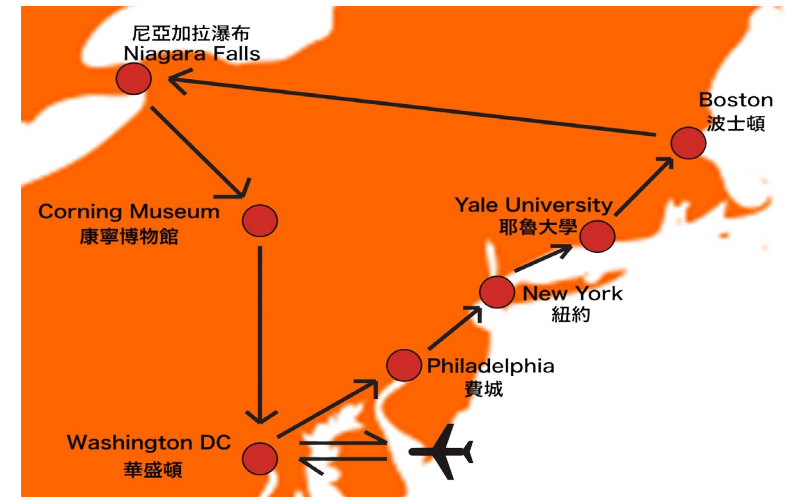 尼亞加拉瀑布
Niagara Falls
Boston
波士頓
Corning Museum
康寧博物館
Yale University
耶魯大學
New York
紐約
Philadelphia
費城
Washington DC
華盛頓